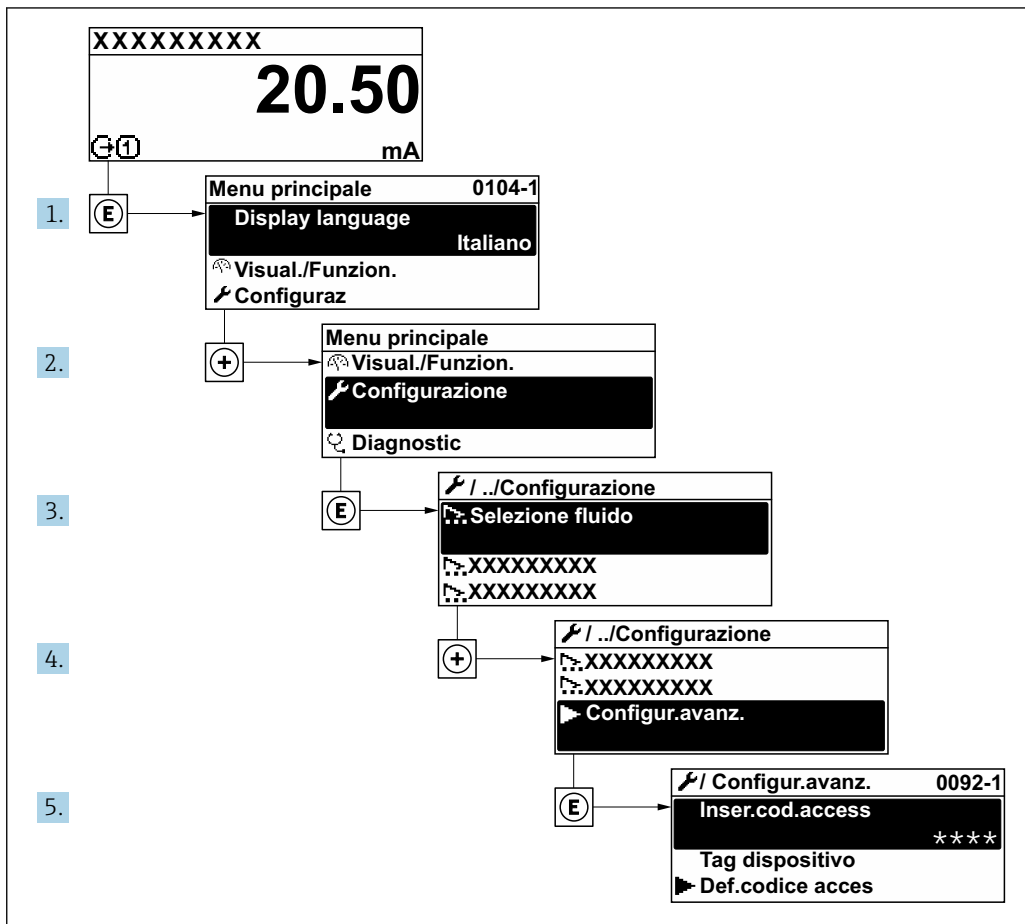 XXXXXXXXX
20.50
1 mA
1. E Menu principale 0104-1
Display language
Italiano
Visual./Funzion.
Configuraz
2. + Menu principale
Visual./Funzion.
Configurazione
Diagnostic
3. E / ../Configurazione
Selezione fluido
XXXXXXXXX
XXXXXXXXX
4. + / ../Configurazione
XXXXXXXXX
XXXXXXXXX
Configur.avanz.
5. E / Configur.avanz. 0092-1
Inser.cod.access
****
Tag dispositivo
Def.codice acces